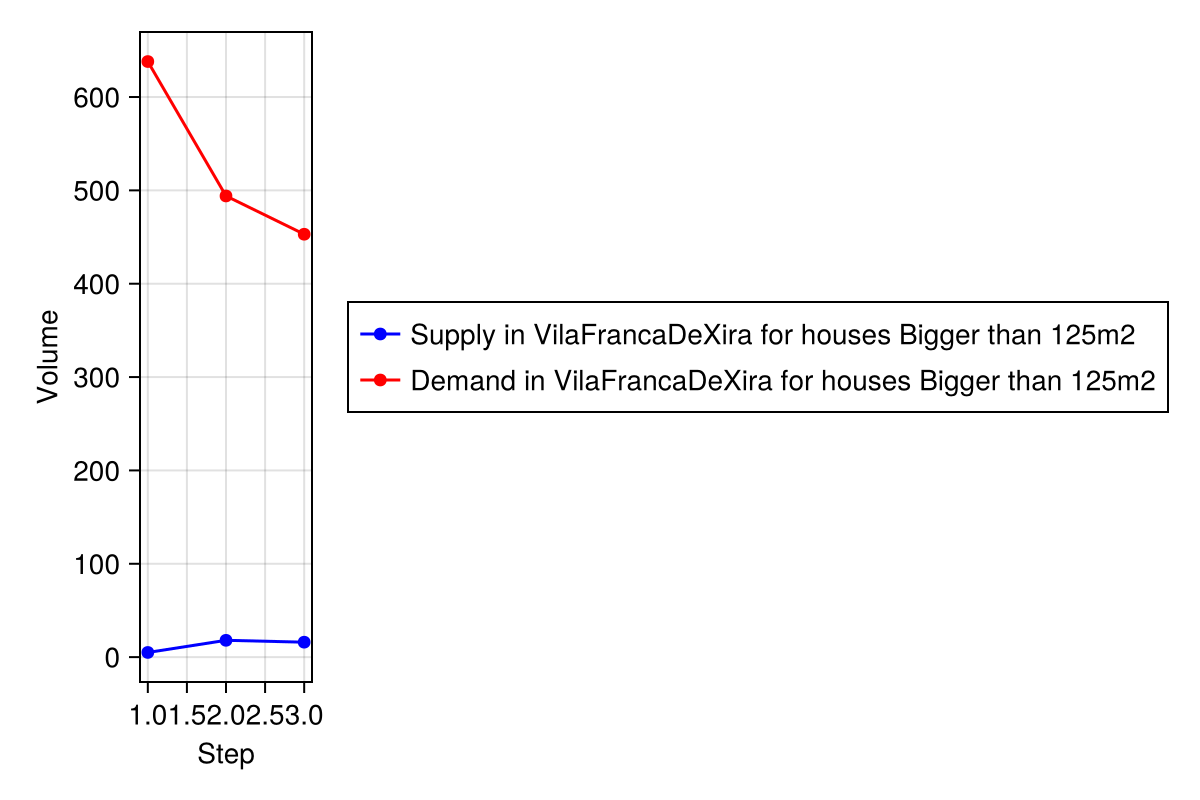 600
500
400
300
200
100
0
Volume
1.01.52.02.53.0
Step
Supply in VilaFrancaDeXira for houses Bigger than 125m2
Demand in VilaFrancaDeXira for houses Bigger than 125m2